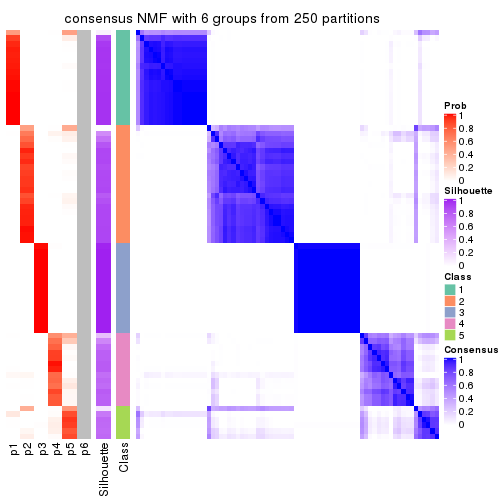 consensus NMF with 6 groups from 250 partitions
Prob
1
0.8
0.6
0.4
0.2
0
Silhouette
1
0.8
0.6
0.4
0.2
0
Class
1
2
3
4
5
Consensus
1
0.8
0.6
0.4
0.2
0
p1
p2
p3
p4
p5
p6
Silhouette
Class